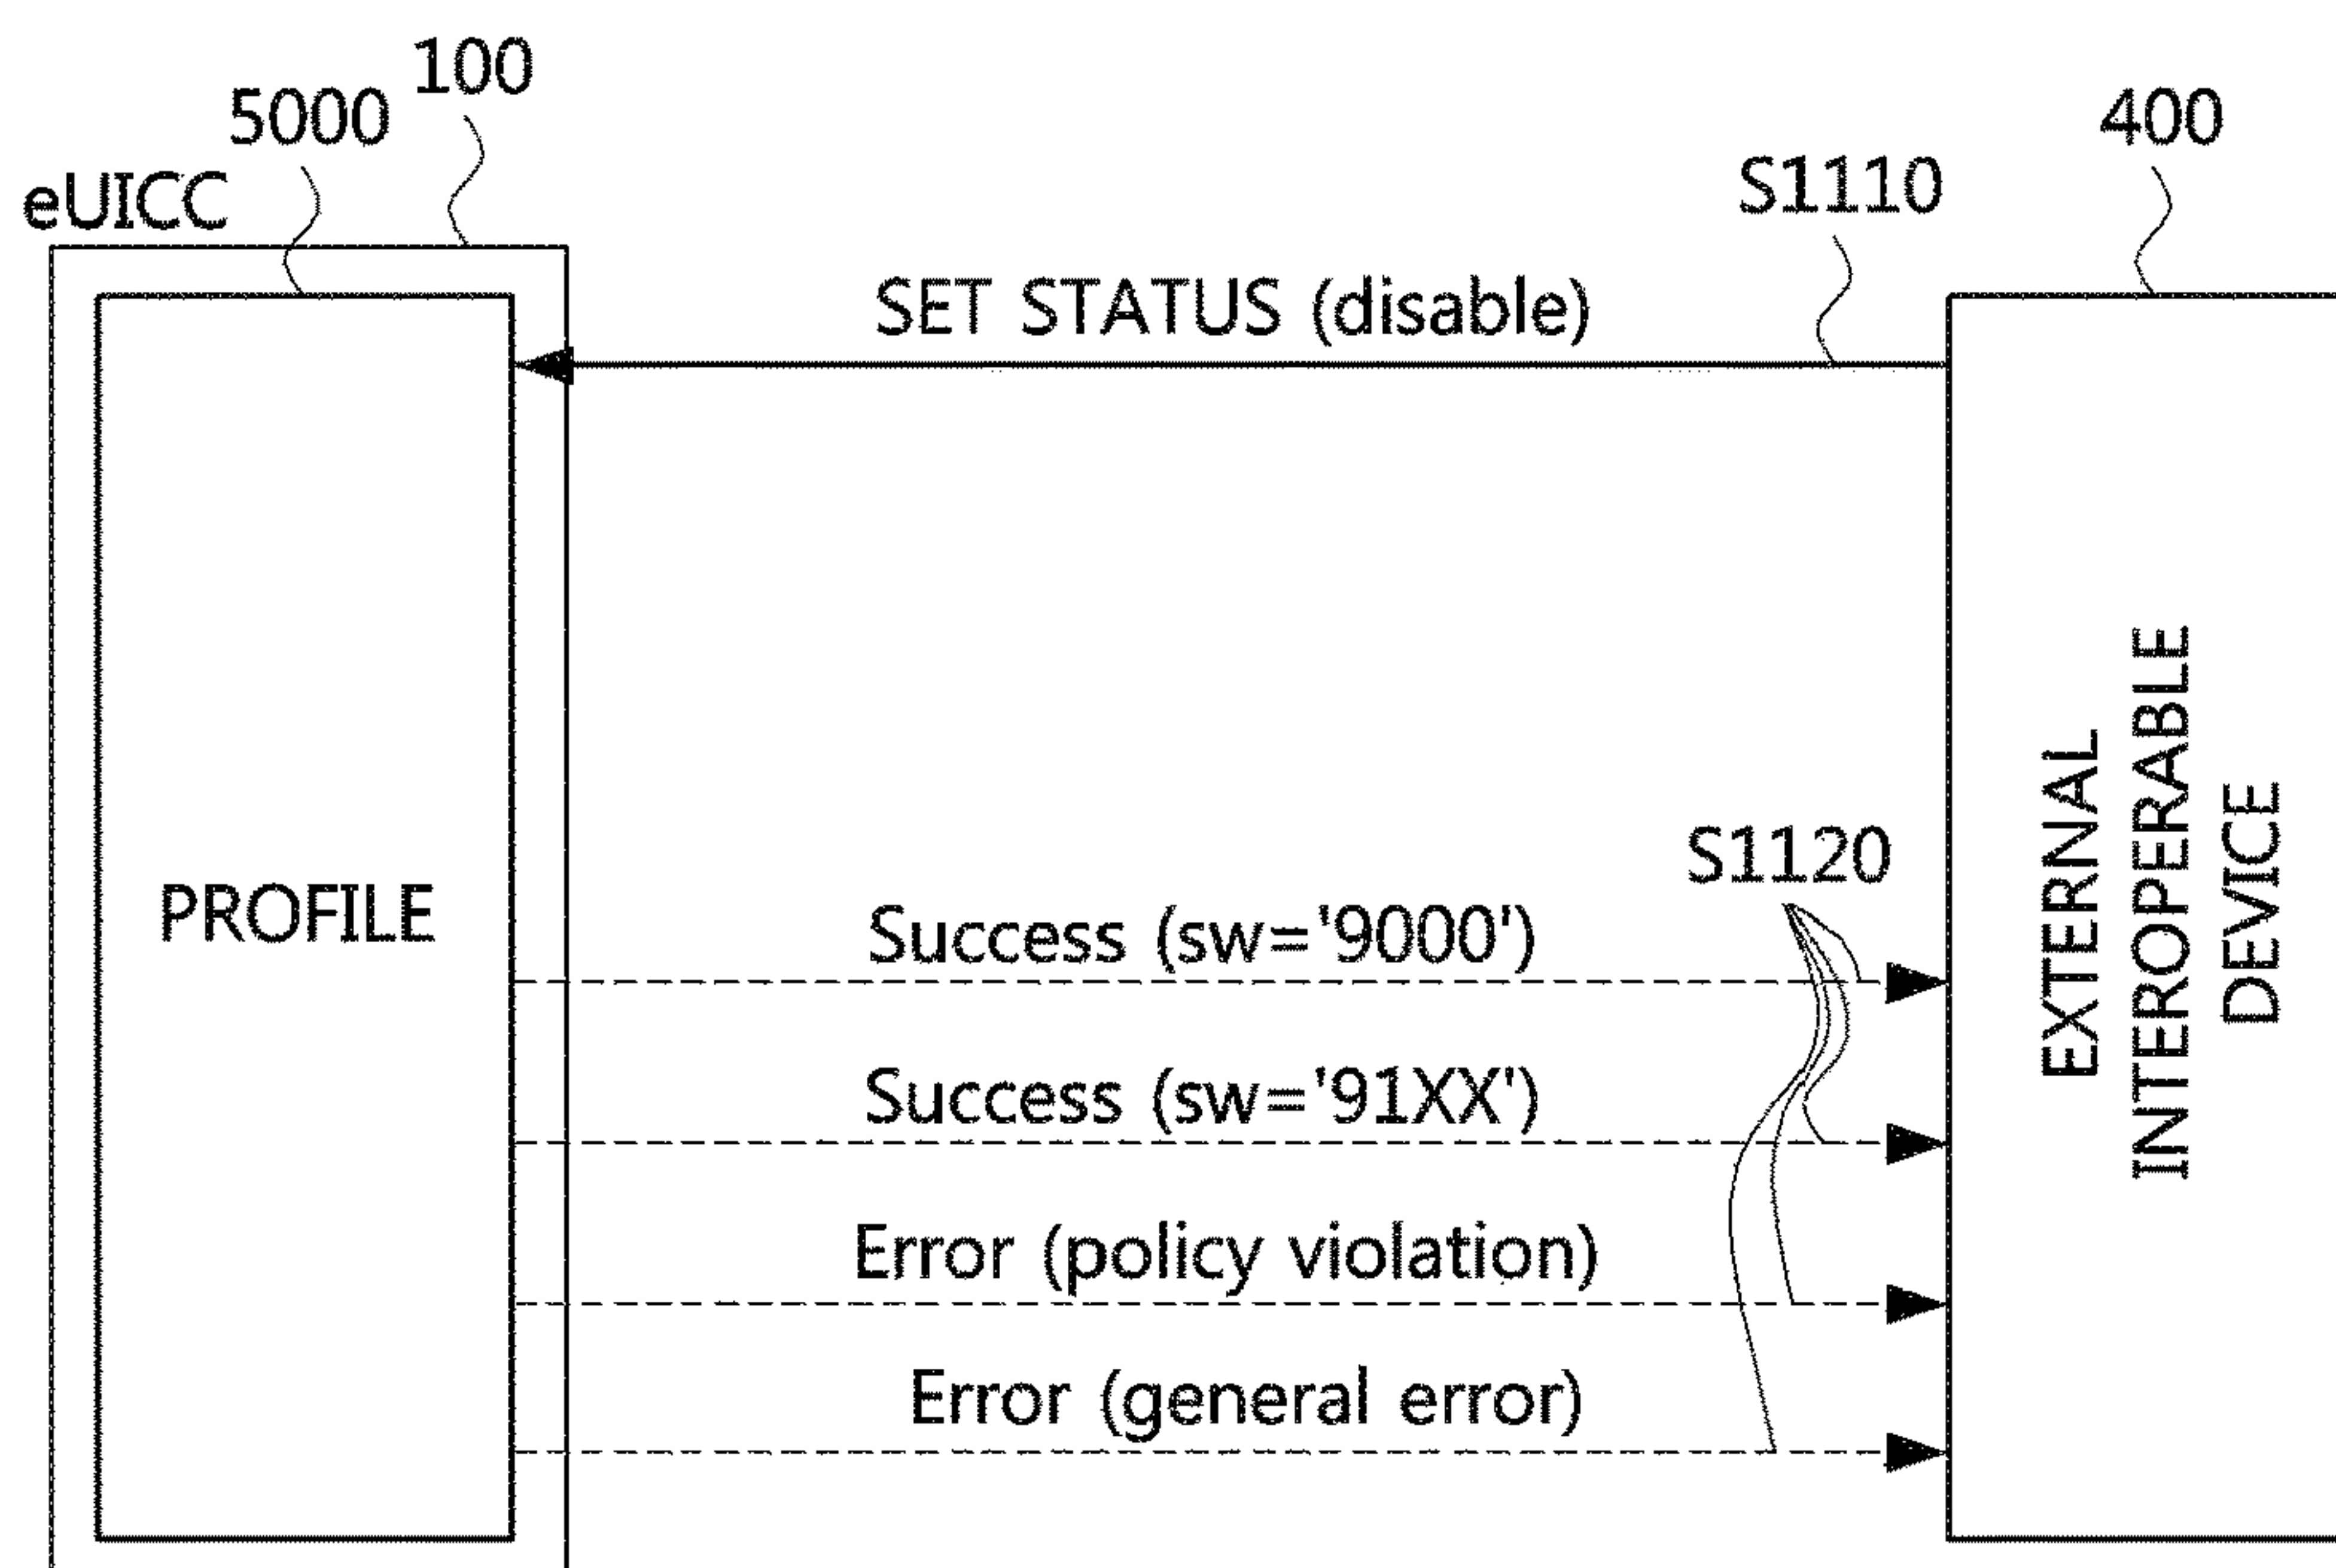 100
5000
400
eUICC
S1110
SET STATUS (disable)
PROFILE
EXTERNAL
INTEROPERABLE
DEVICE
S1120
Success (sw='9000')
Success (sw='91XX')
Error (policy violation)
Error (general error)